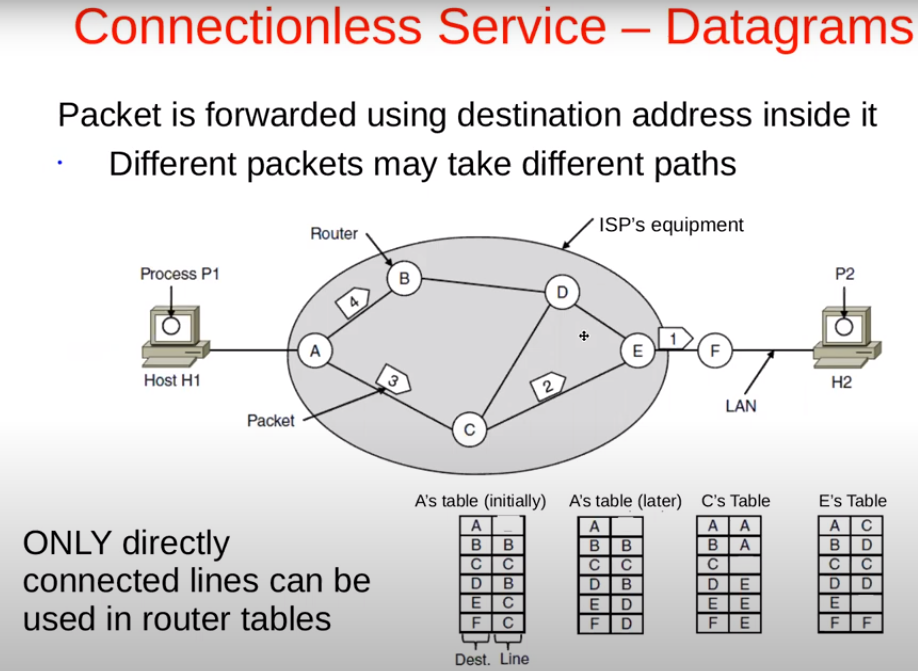 Connectionless Service – Datagrams
Packet is forwarded using destination address inside it
· Different packets may take different paths
Router
ISP's equipment
Process P1
P2
B
D
4
1
A
E
F
3
2
Host H1
H2
LAN
Packet
C
A's table (initially) A's table (later) C's Table E's Table
A _ A A A A C
B B B B B A B D
C C C C C C C
D B D B D E D D
E C E D E E E
F C F D F E F F
Dest. Line
ONLY directly
connected lines can be
used in router tables